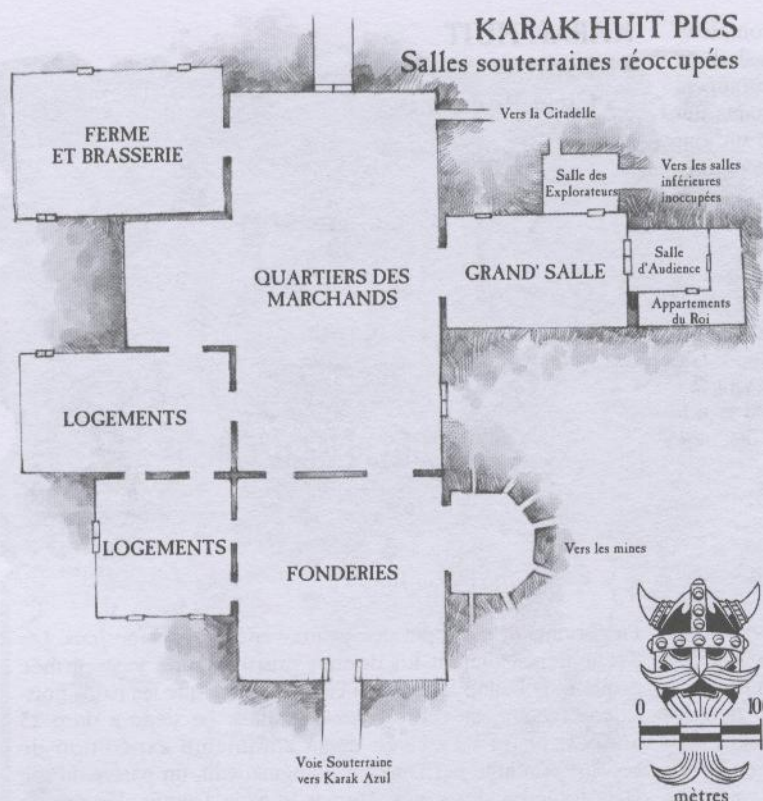 KARAK HUIT PICS
Salles souterraines réoccupées
Vers la Citadelle
FERME
ET BRASSERIE
Salle des
Explorateurs
Vers les salles
inférieures
inoccupées
QUARTIERS DES
MARCHANDS
GRAND' SALLE
Salle
d'Audience
Appartements
du Roi
LOGEMENTS
LOGEMENTS
FONDERIES
Vers les mines
Voie Souterraine
vers Karak Azul
0
100
mètres